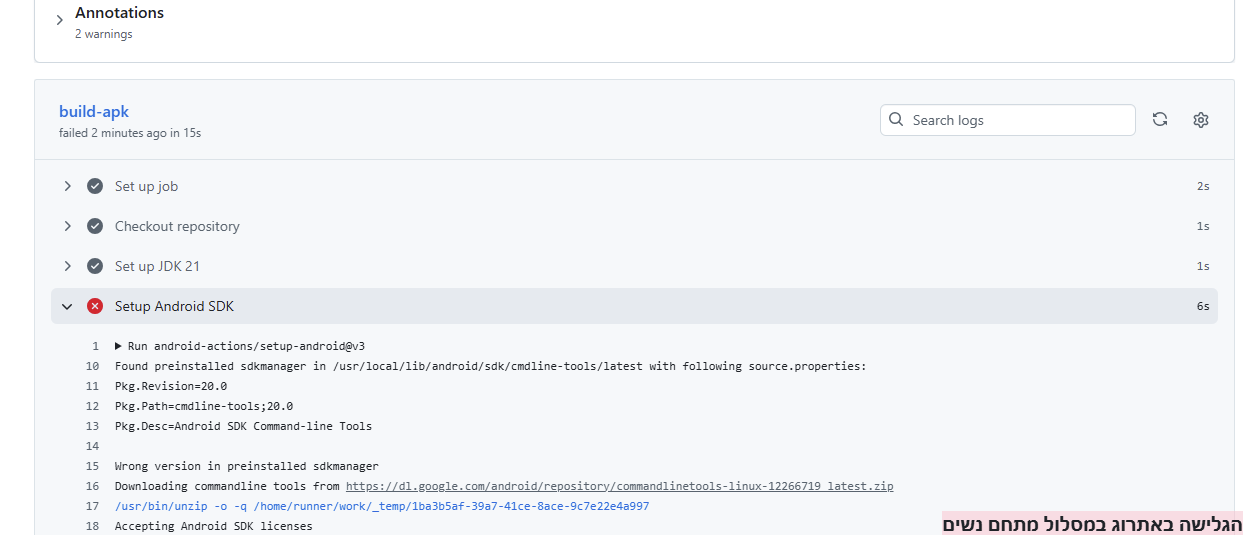 Annotations
2 warnings
build-apk
failed 2 minutes ago in 15s
Search logs
Set up job 2s
Checkout repository 1s
Set up JDK 21 1s
Setup Android SDK 6s
1 Run android-actions/setup-android@v3
10 Found preinstalled sdkmanager in /usr/local/lib/android/sdk/cmdline-tools/latest with following source.properties:
11 Pkg.Revision=20.0
12 Pkg.Path=cmdline-tools;20.0
13 Pkg.Desc=Android SDK Command-line Tools
14
15 Wrong version in preinstalled sdkmanager
16 Downloading commandline tools from https://dl.google.com/android/repository/commandlinetools-linux-12266719_latest.zip
17 /usr/bin/unzip -o -q /home/runner/work/_temp/1ba3b5af-39a7-41ce-8ace-9c7e22e4a997
18 Accepting Android SDK licenses
הגלישה באתרוג במסלול מתחם נשים